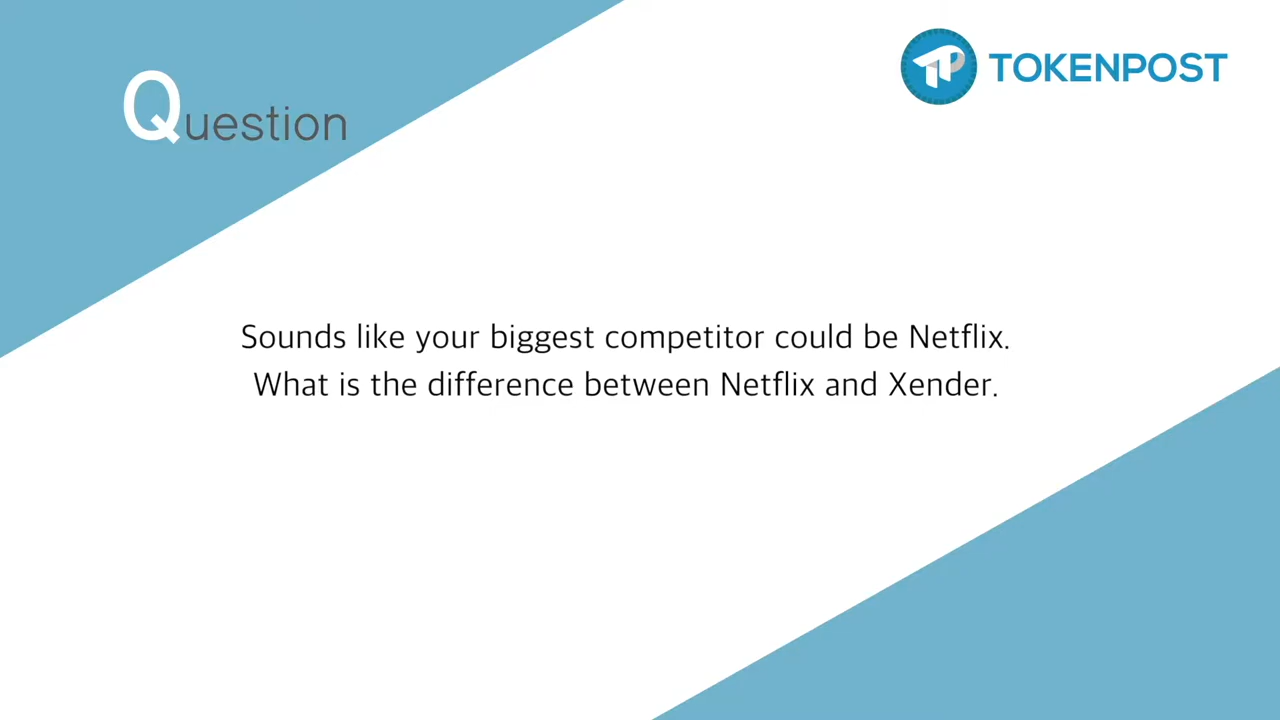 Question
TOKENPOST
Sounds like your biggest competitor could be Netflix.
What is the difference between Netflix and Xender.